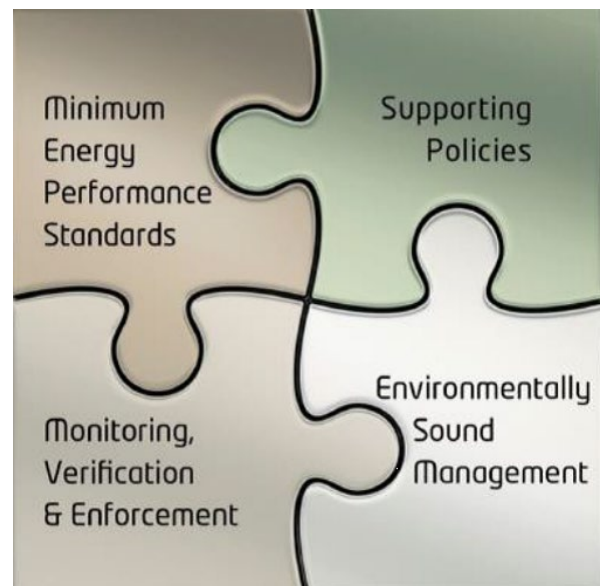 Minimum
Energy
Performance
Standards
Supporting
Policies
Monitoring,
Verification
& Enforcement
Environmentally
Sound
Management